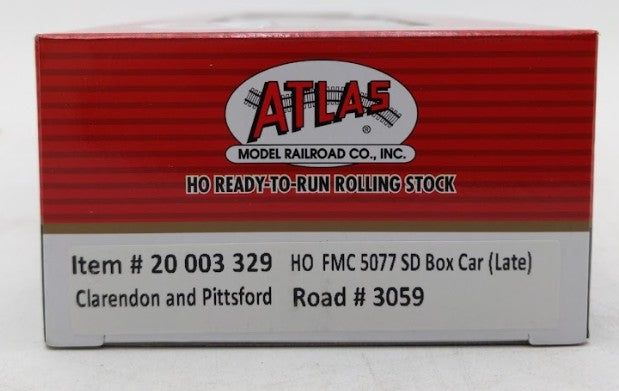 ATLAS
®
MODEL RAILROAD CO., INC.
HO READY-TO-RUN ROLLING STOCK
Item # 20 003 329 HO FMC 5077 SD Box Car (Late)
Clarendon and Pittsford Road # 3059